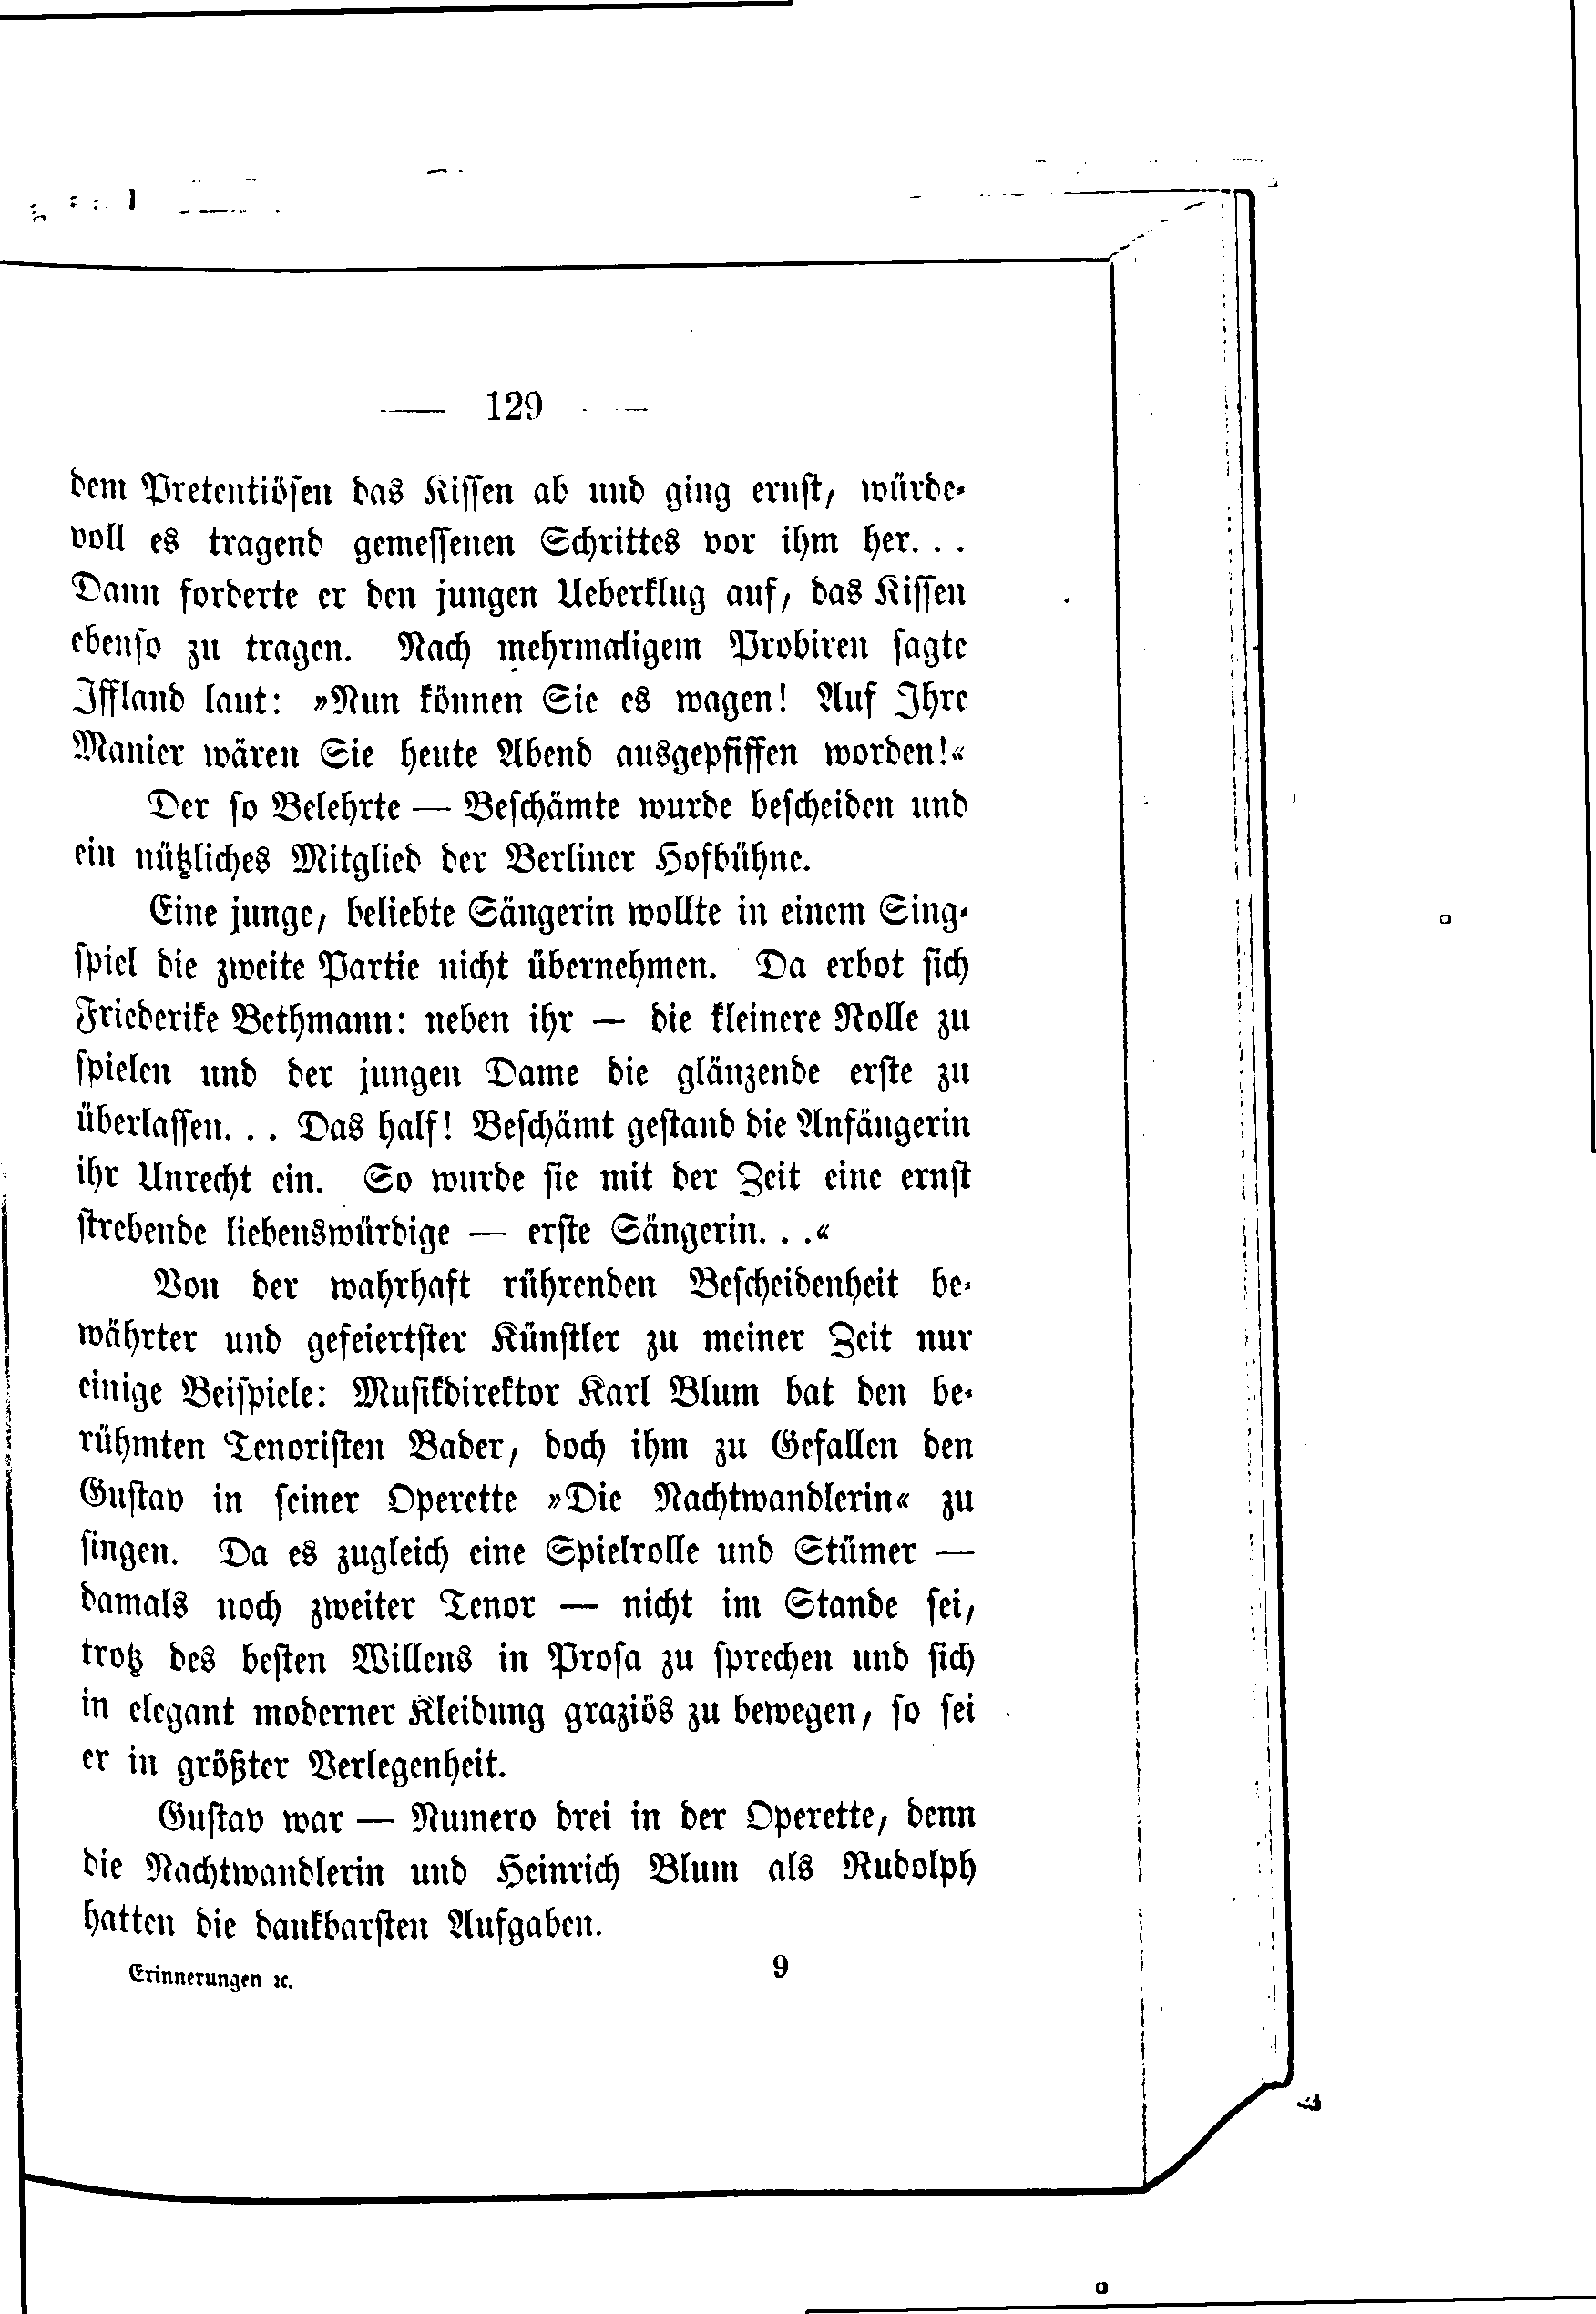 — 129 —
dem Pretentiösen das Kissen ab und ging ernst, würde-
voll es tragend gemessenen Schrittes vor ihm her. . .
Dann forderte er den jungen Ueberklug auf, das Kissen
ebenso zu tragen. Nach mehrmaligem Probiren sagte
Iffland laut: »Nun können Sie es wagen! Auf Ihre
Manier wären Sie heute Abend ausgepfiffen worden!«
Der so Belehrte — Beschämte wurde bescheiden und
ein nützliches Mitglied der Berliner Hofbühne.
Eine junge, beliebte Sängerin wollte in einem Sing-
spiel die zweite Partie nicht übernehmen. Da erbot sich
Friederike Bethmann: neben ihr — die kleinere Rolle zu
spielen und der jungen Dame die glänzende erste zu
überlassen. . . Das half! Beschämt gestand die Anfängerin
ihr Unrecht ein. So wurde sie mit der Zeit eine ernst
strebende liebenswürdige — erste Sängerin. . .«
Von der wahrhaft rührenden Bescheidenheit be-
währter und gefeiertster Künstler zu meiner Zeit nur
einige Beispiele: Musikdirektor Karl Blum bat den be-
rühmten Tenoristen Bader, doch ihm zu Gefallen den
Gustav in seiner Operette »Die Nachtwandlerin« zu
singen. Da es zugleich eine Spielrolle und Stümer —
damals noch zweiter Tenor — nicht im Stande sei,
trotz des besten Willens in Prosa zu sprechen und sich
in elegant moderner Kleidung graziös zu bewegen, so sei
er in größter Verlegenheit.
Gustav war — Numero drei in der Operette, denn
die Nachtwandlerin und Heinrich Blum als Rudolph
hatten die dankbarsten Aufgaben.
Erinnerungen ꝛc. 9